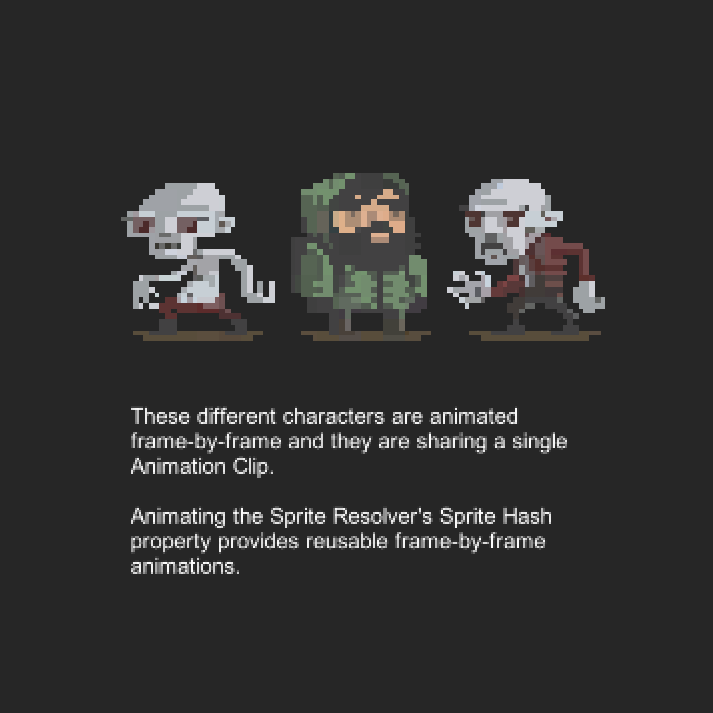 These different characters are animated
frame-by-frame and they are sharing a single
Animation Clip.
Animating the Sprite Resolver's Sprite Hash
property provides reusable frame-by-frame
animations.